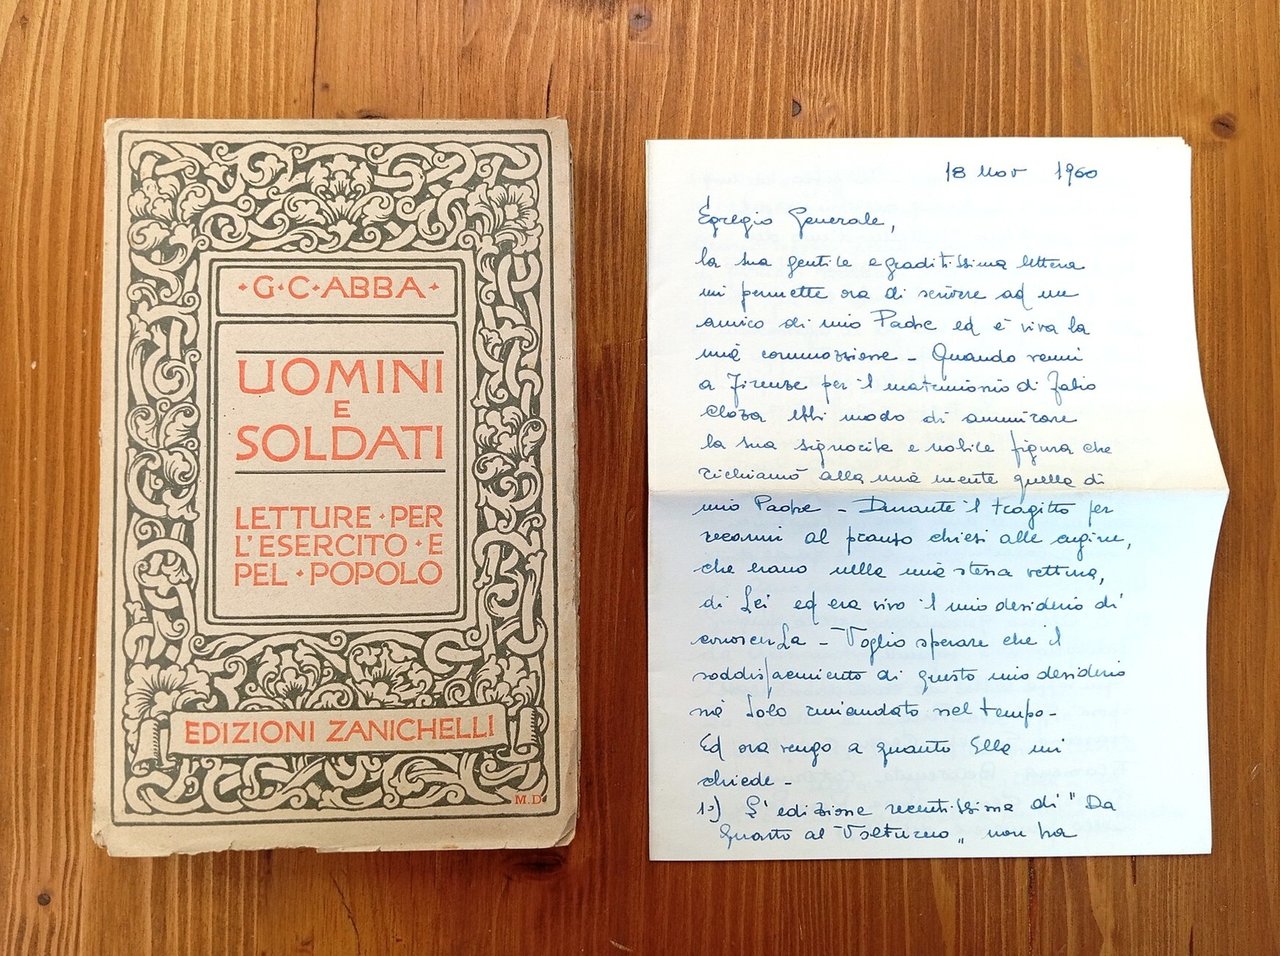 G·C·ABBA
UOMINI
E
SOLDATI
LETTURE·PER
L'ESERCITO·E
PEL·POPOLO
EDIZIONI ZANICHELLI
M.D.
18 Nov 1960
Egregio Generale,
la sua gentile e graditissima lettera
mi permette ora di scrivere ad un
amico di mio Padre ed è viva la
mia commozione - Quando venni
a Firenze per il matrimonio di Fabio
ebbi modo di ammirare
la sua signorile e nobile figura che
richiamò alla mia mente quella di
mio Padre - Durante il tragitto per
recarmi al pranzo chiesi alle cugine,
che erano nella mia stessa vettura,
di Lei ed era vivo il mio desiderio di
conoscerLa - Voglio sperare che il
soddisfacimento di questo mio desiderio
sia solo rimandato nel tempo -
Ed ora vengo a quanto Ella mi
chiede -
1°) L'edizione recentissima di "Da
Quarto al Volturno" non ha